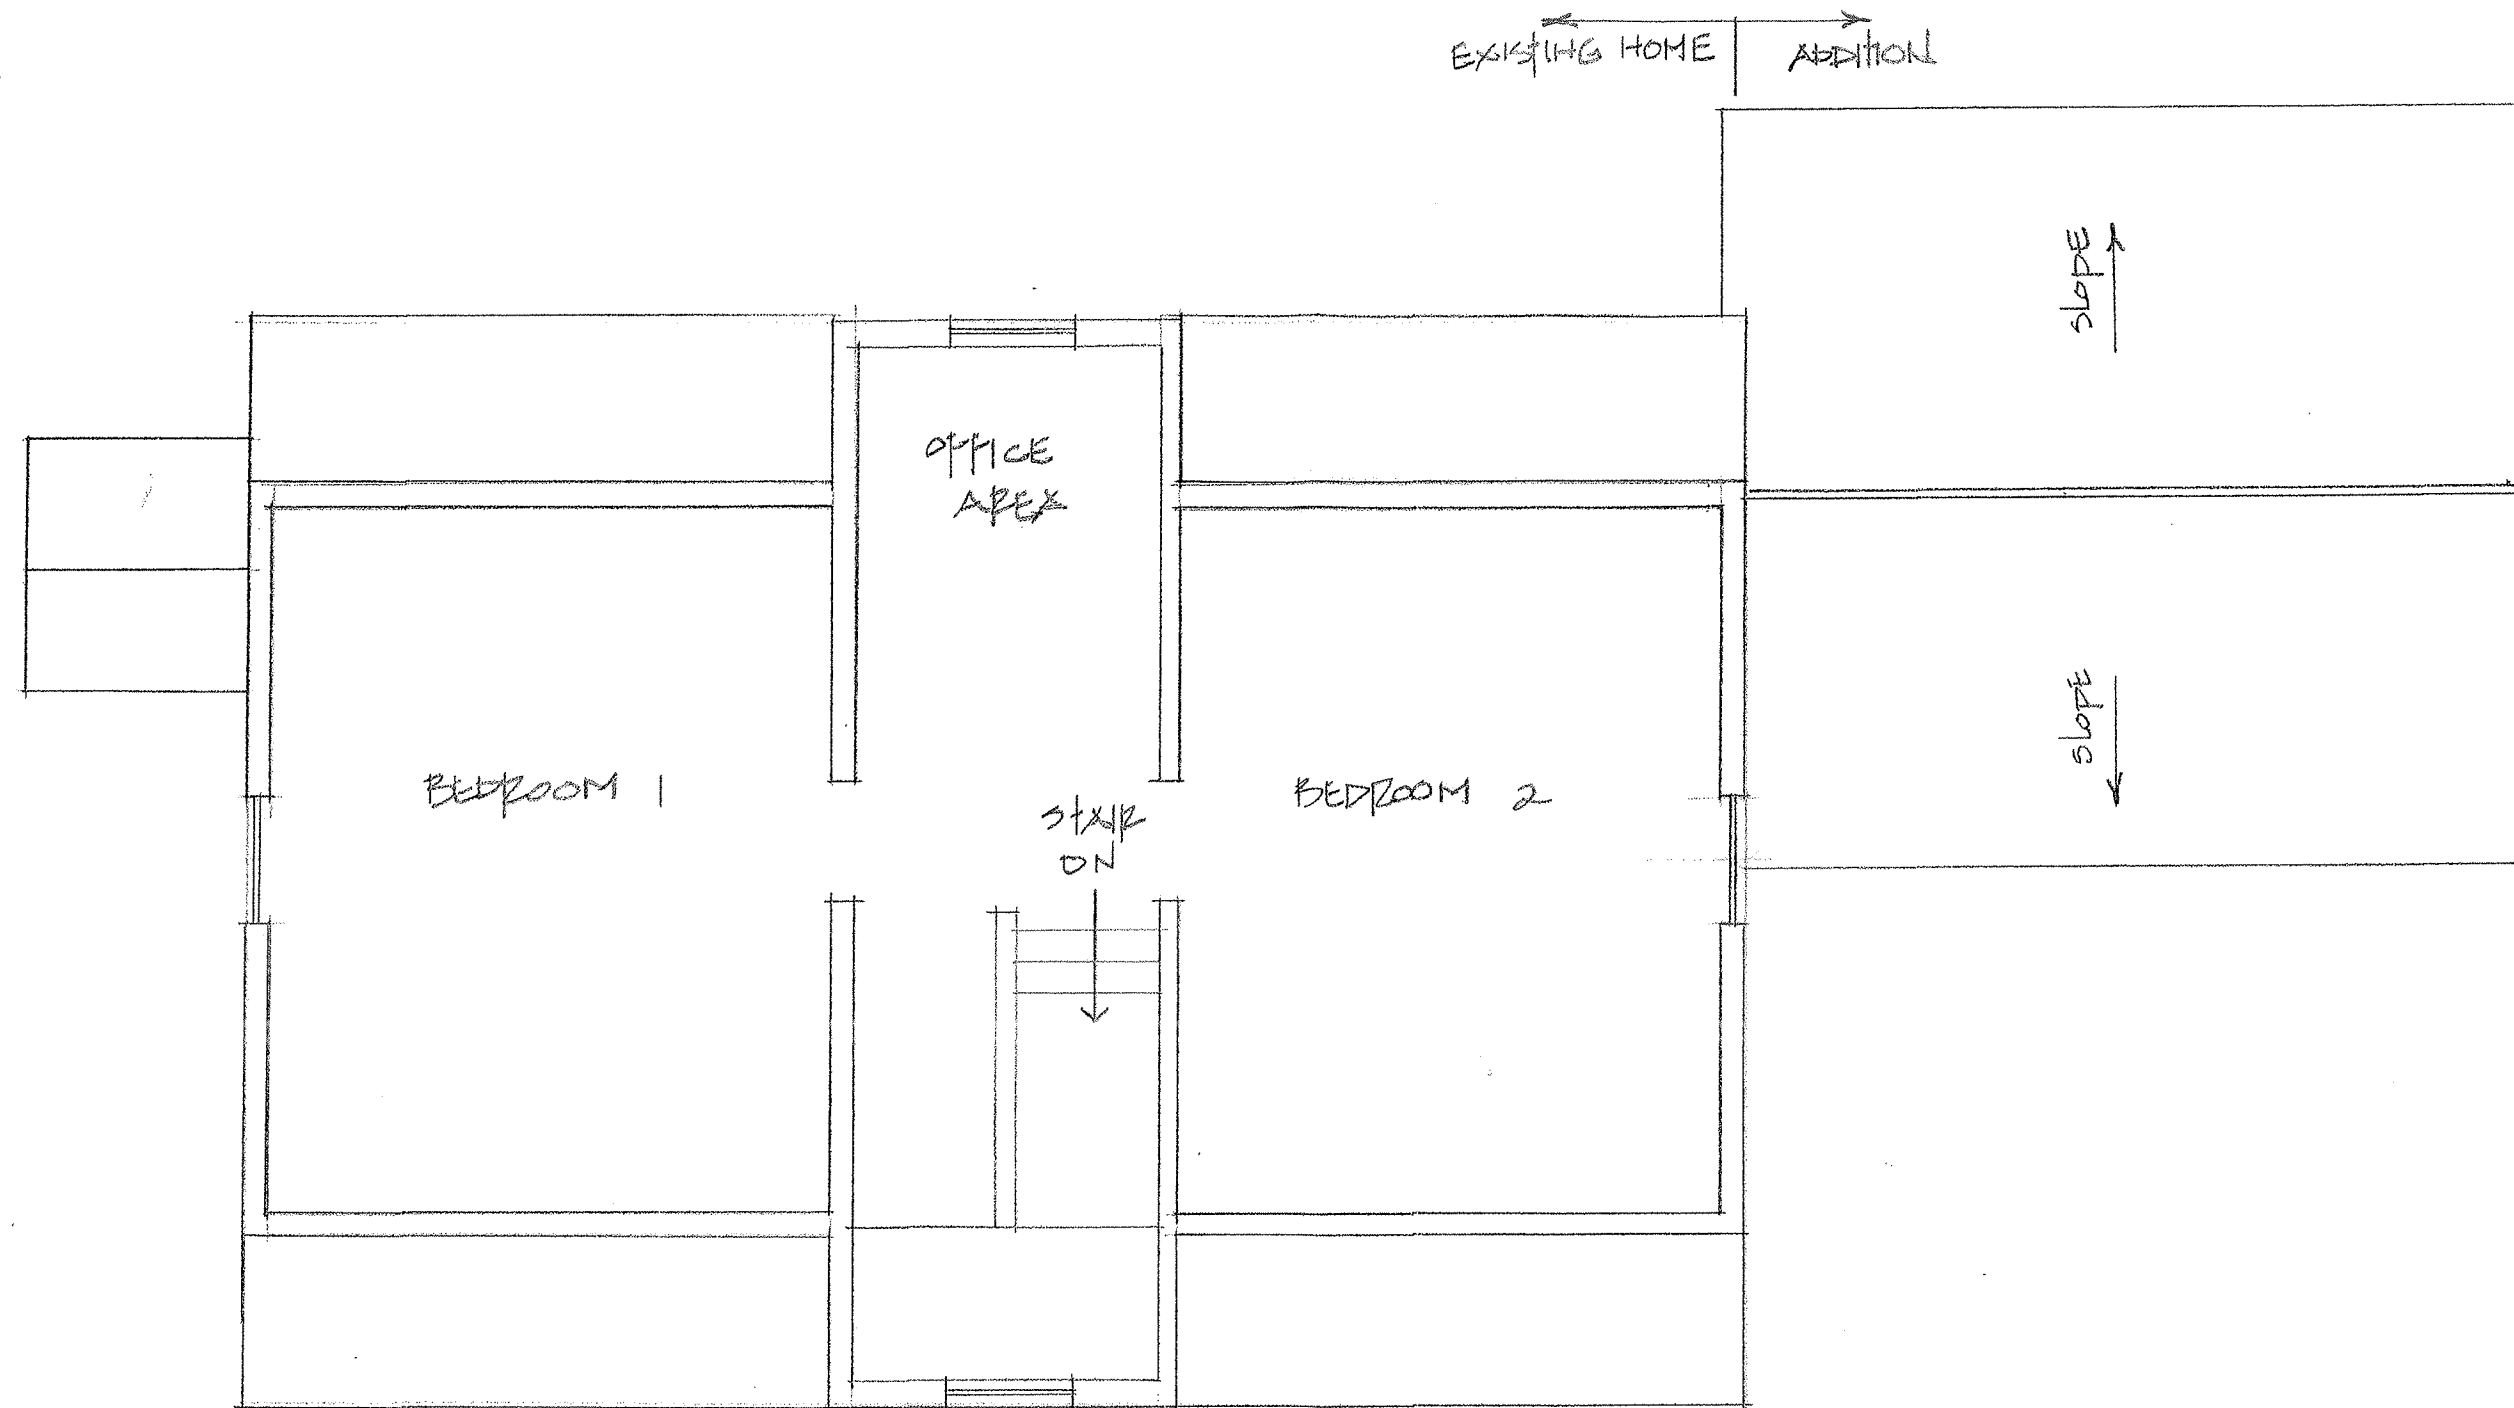 EXISTING HOME
ADDITION
SLOPE
OFFICE
AREA
SLOPE
BEDROOM 1
STAIR
DN
BEDROOM 2